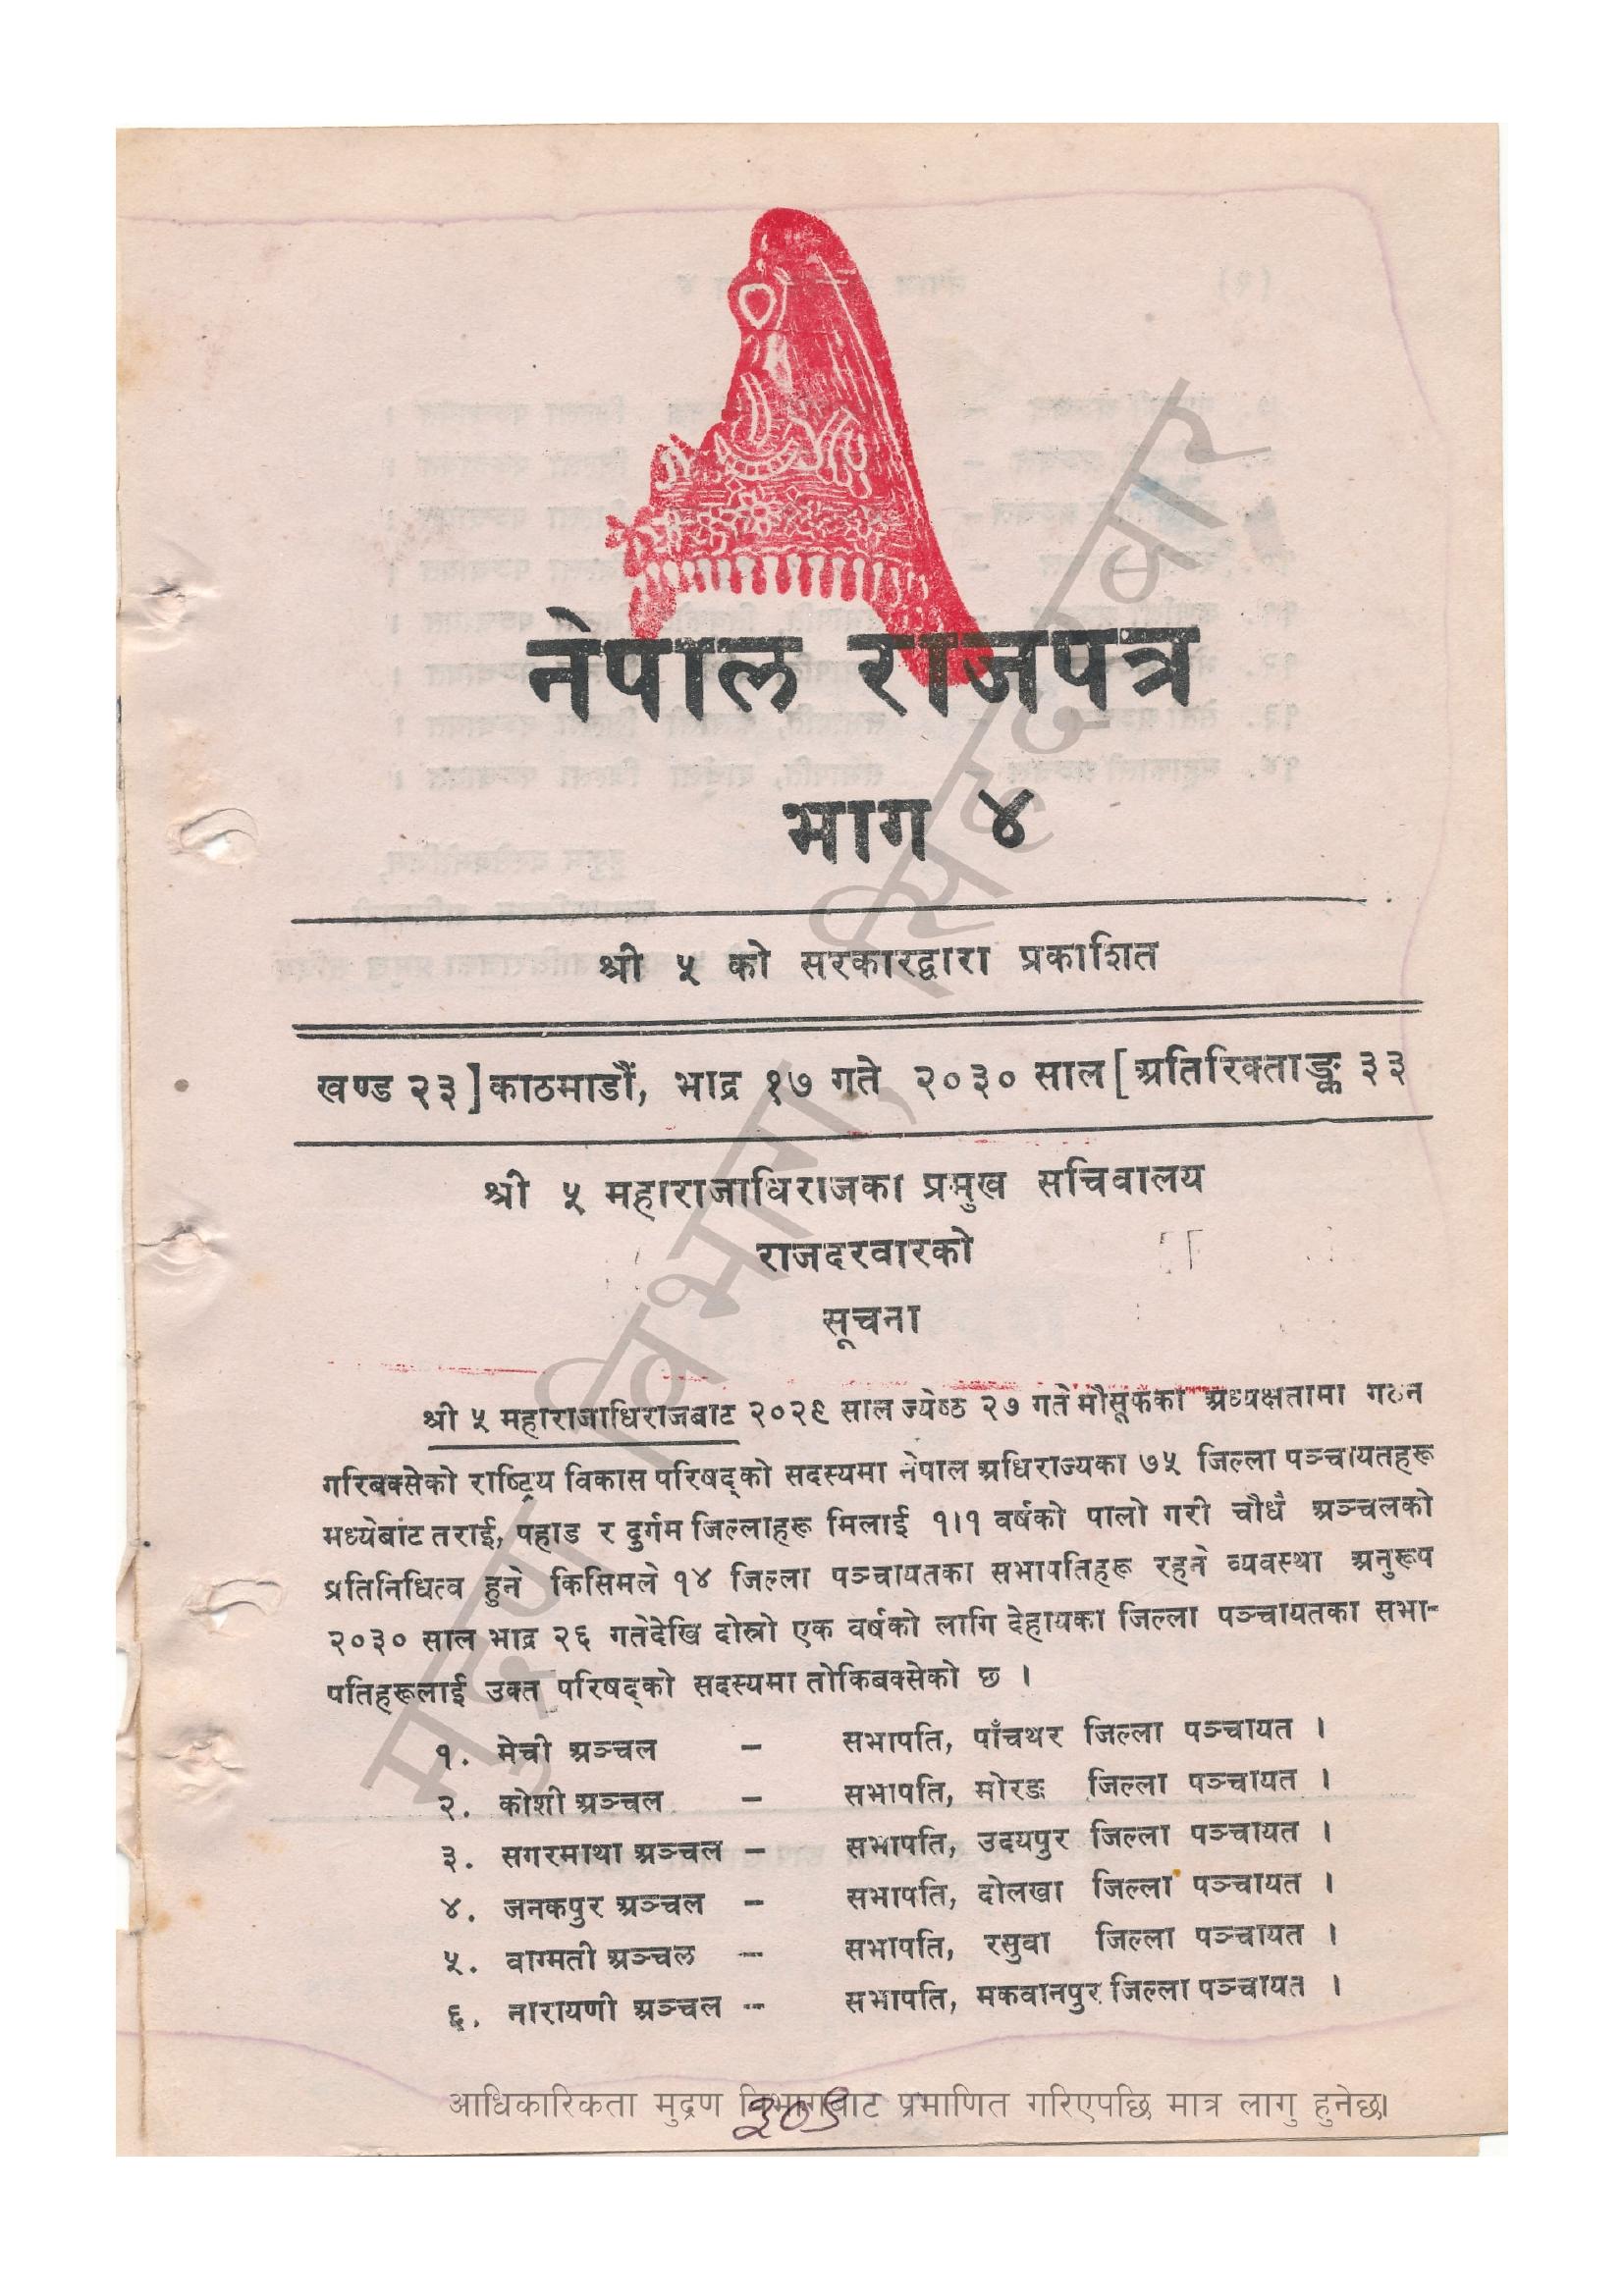 नेपाल राजपत्र
भाग ४
श्री ५ को सरकारद्वारा प्रकाशित
खण्ड २३] काठमाडौं, भाद्र १७ गते २०३० साल [अतिरिक्ताङ्क ३३
श्री ५ महाराजाधिराजका प्रमुख सचिवालय
राजदरवारको
सूचना
श्री ५ महाराजाधिराजबाट २०२९ साल ज्येष्ठ २७ गते मौसूफका अध्यक्षतामा गठन
गरिबक्सेको राष्ट्रिय विकास परिषद्को सदस्यमा नेपाल अधिराज्यका ७५ जिल्ला पञ्चायतहरू
मध्येबाट तराई, पहाड र दुर्गम जिल्लाहरू मिलाई १।१ वर्षको पालो गरी चौधै अञ्चलको
प्रतिनिधित्व हुने किसिमले १४ जिल्ला पञ्चायतका सभापतिहरू रहने व्यवस्था अनुरूप
२०३० साल भाद्र २६ गतेदेखि दोस्रो एक वर्षको लागि देहायका जिल्ला पञ्चायतका सभा-
पतिहरूलाई उक्त परिषद्को सदस्यमा तोकिबक्सेको छ ।
१. मेची अञ्चल – सभापति, पाँचथर जिल्ला पञ्चायत ।
२. कोशी अञ्चल – सभापति, मोरङ जिल्ला पञ्चायत ।
३. सगरमाथा अञ्चल – सभापति, उदयपुर जिल्ला पञ्चायत ।
४. जनकपुर अञ्चल – सभापति, दोलखा जिल्ला पञ्चायत ।
५. वाग्मती अञ्चल – सभापति, रसुवा जिल्ला पञ्चायत ।
६. नारायणी अञ्चल – सभापति, मकवानपुर जिल्ला पञ्चायत ।
मुद्रण विभाग, सिंहदरबार
आधिकारिकता मुद्रण विभागबाट प्रमाणित गरिएपछि मात्र लागु हुनेछ।